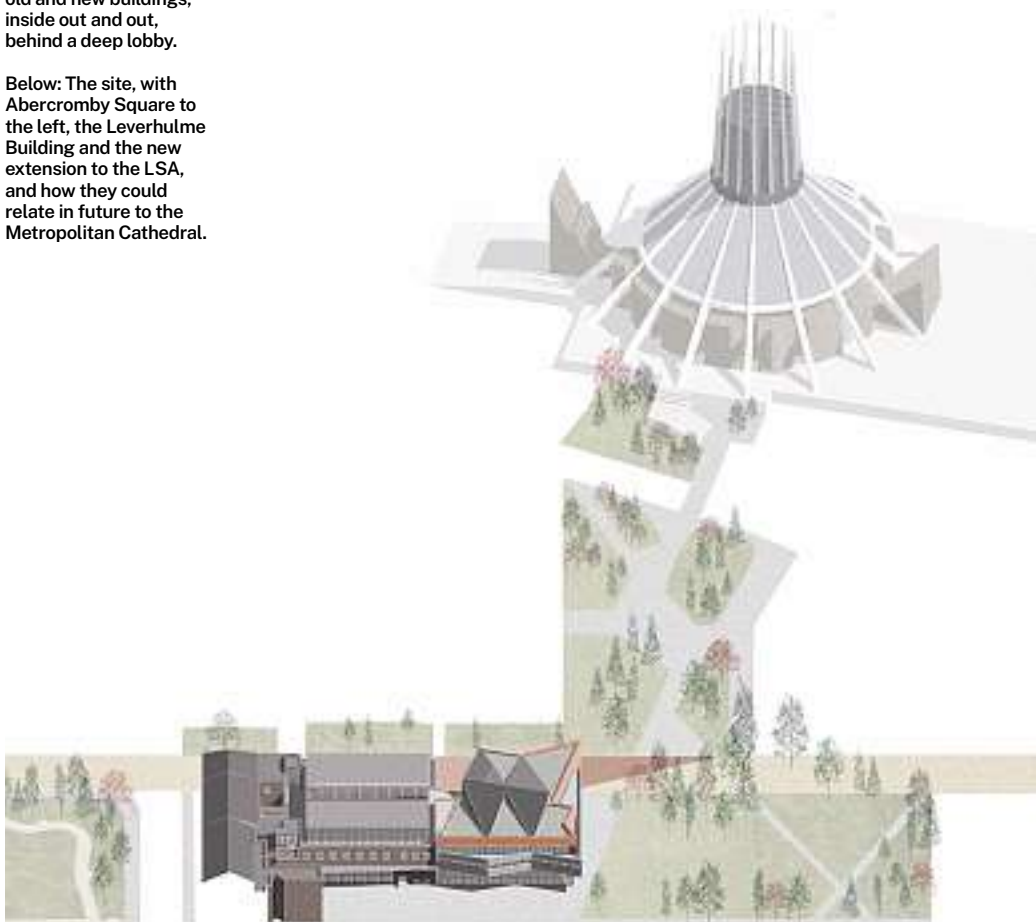 old and new buildings,
inside out and out,
behind a deep lobby.
Below: The site, with
Abercromby Square to
the left, the Leverhulme
Building and the new
extension to the LSA,
and how they could
relate in future to the
Metropolitan Cathedral.